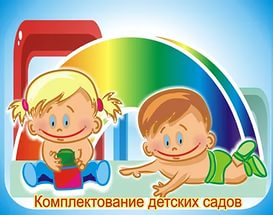 Комплектование детских садов